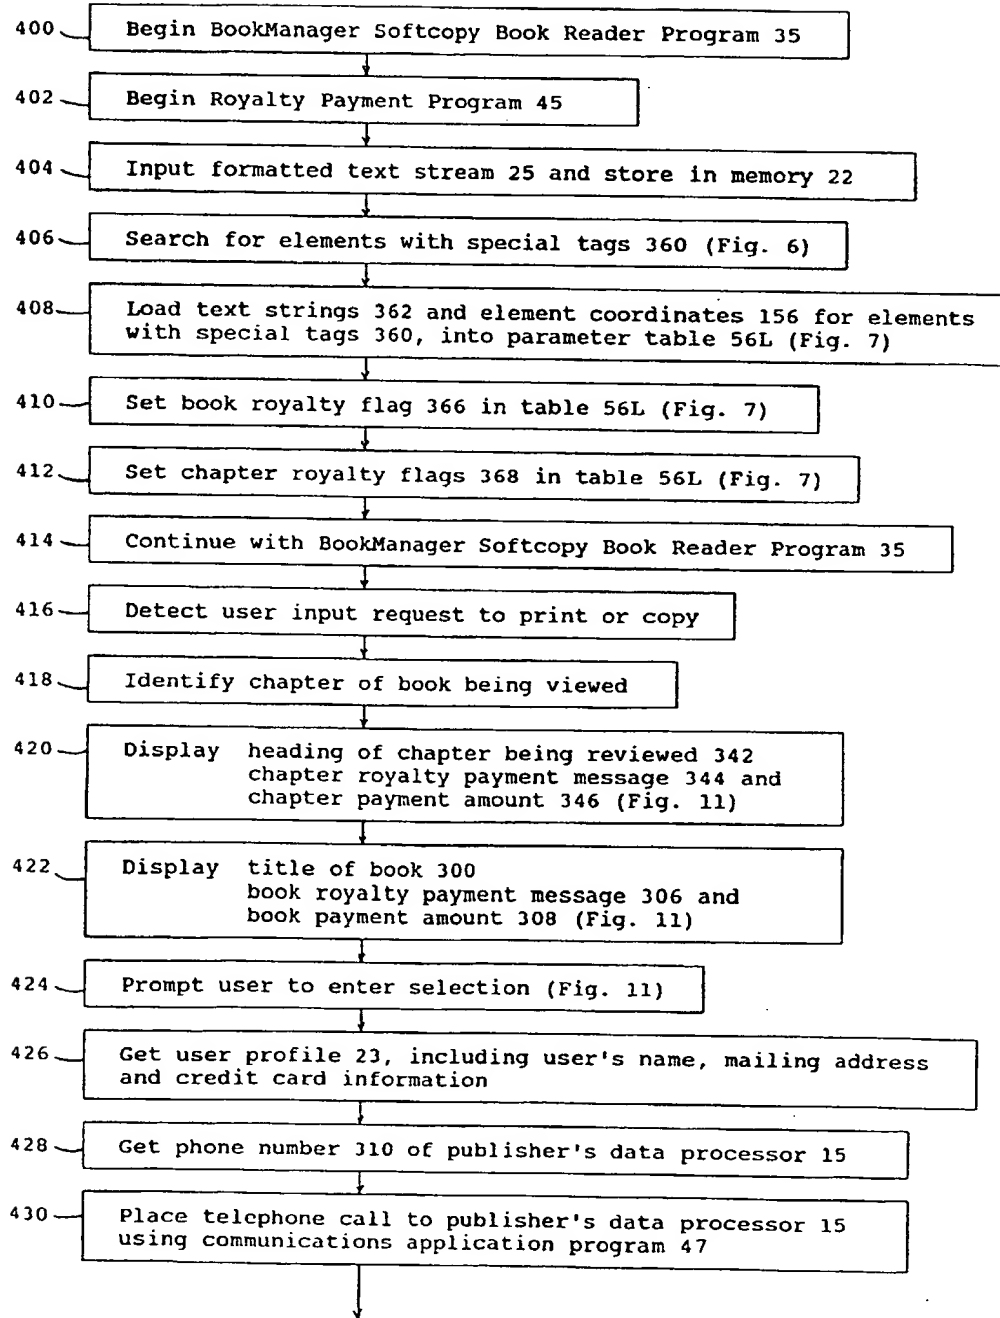 400 Begin BookManager Softcopy Book Reader Program 35
402 Begin Royalty Payment Program 45
404 Input formatted text stream 25 and store in memory 22
406 Search for elements with special tags 360 (Fig. 6)
408 Load text strings 362 and element coordinates 156 for elements
with special tags 360, into parameter table 56L (Fig. 7)
410 Set book royalty flag 366 in table 56L (Fig. 7)
412 Set chapter royalty flags 368 in table 56L (Fig. 7)
414 Continue with BookManager Softcopy Book Reader Program 35
416 Detect user input request to print or copy
418 Identify chapter of book being viewed
420 Display heading of chapter being reviewed 342
chapter royalty payment message 344 and
chapter payment amount 346 (Fig. 11)
422 Display title of book 300
book royalty payment message 306 and
book payment amount 308 (Fig. 11)
424 Prompt user to enter selection (Fig. 11)
426 Get user profile 23, including user's name, mailing address
and credit card information
428 Get phone number 310 of publisher's data processor 15
430 Place telephone call to publisher's data processor 15
using communications application program 47